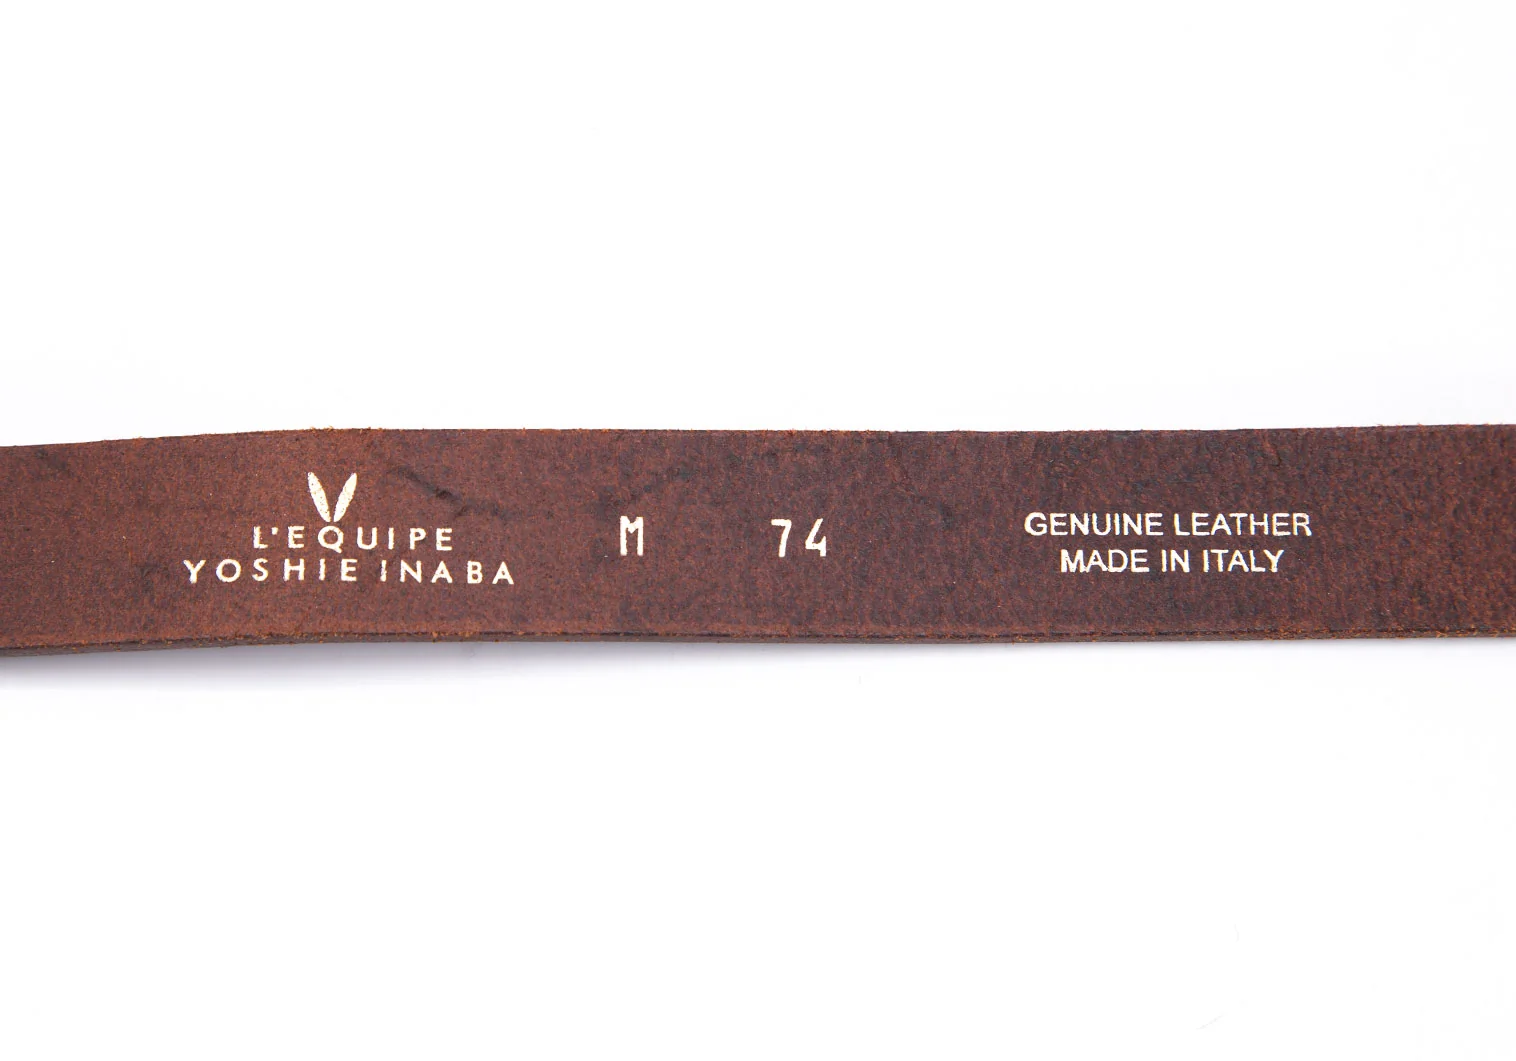 L'EQUIPE
YOSHIE INABA
M 74
GENUINE LEATHER
MADE IN ITALY